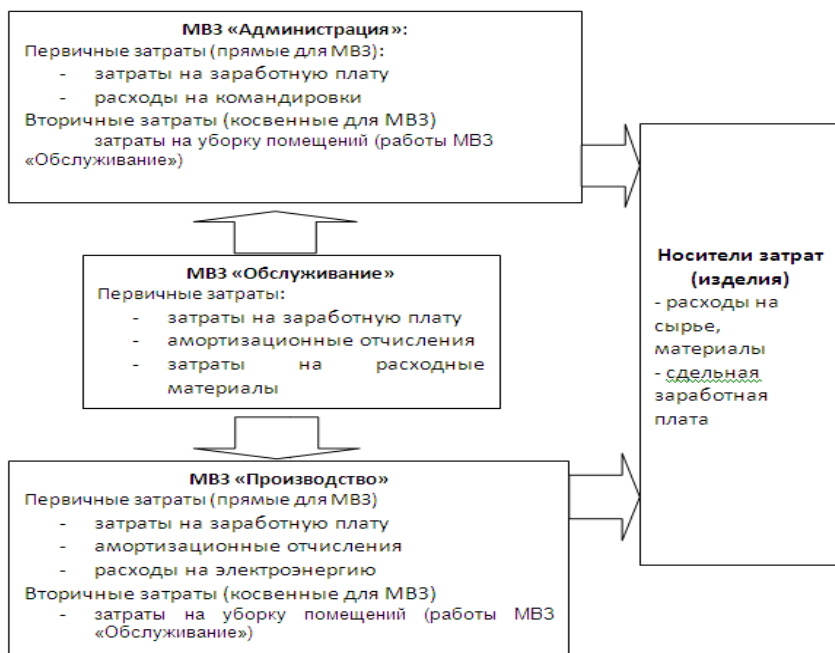 МВЗ «Администрация»:
Первичные затраты (прямые для МВЗ):
- затраты на заработную плату
- расходы на командировки
Вторичные затраты (косвенные для МВЗ)
затраты на уборку помещений (работы МВЗ
«Обслуживание»)
МВЗ «Обслуживание»
Первичные затраты:
- затраты на заработную плату
- амортизационные отчисления
- затраты на расходные
материалы
МВЗ «Производство»
Первичные затраты (прямые для МВЗ)
- затраты на заработную плату
- амортизационные отчисления
- расходы на электроэнергию
Вторичные затраты (косвенные для МВЗ)
- затраты на уборку помещений (работы МВЗ
«Обслуживание»)
Носители затрат
(изделия)
- расходы на
сырье,
материалы
- сдельная
заработная
плата